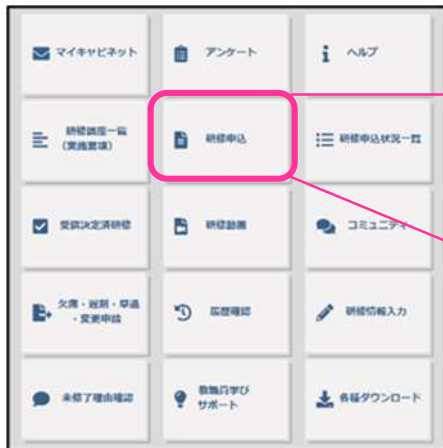 マイキャビネット
アンケート
ヘルプ
研修講座一覧
(実施要項)
研修申込
研修申込状況一覧
受講決定済研修
研修動画
コミュニティ
欠席・遅刻・早退
・変更申請
履歴確認
研修情報入力
未修了理由確認
教職員学び
サポート
各種ダウンロード